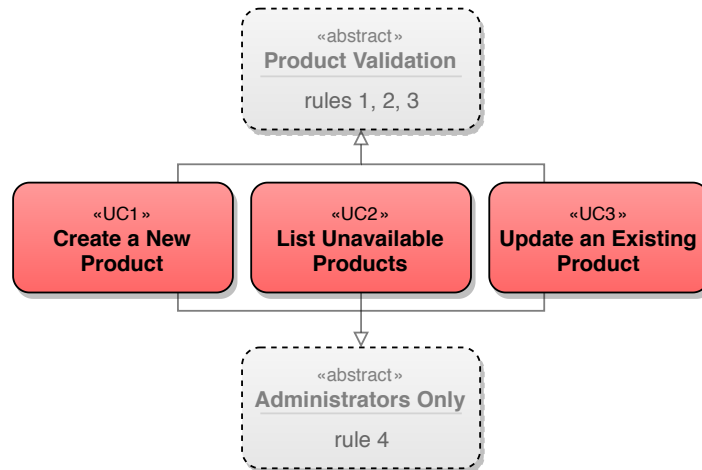 «abstract»
Product Validation
rules 1, 2, 3
«UC1»
Create a New
Product
«UC2»
List Unavailable
Products
«UC3»
Update an Existing
Product
«abstract»
Administrators Only
rule 4